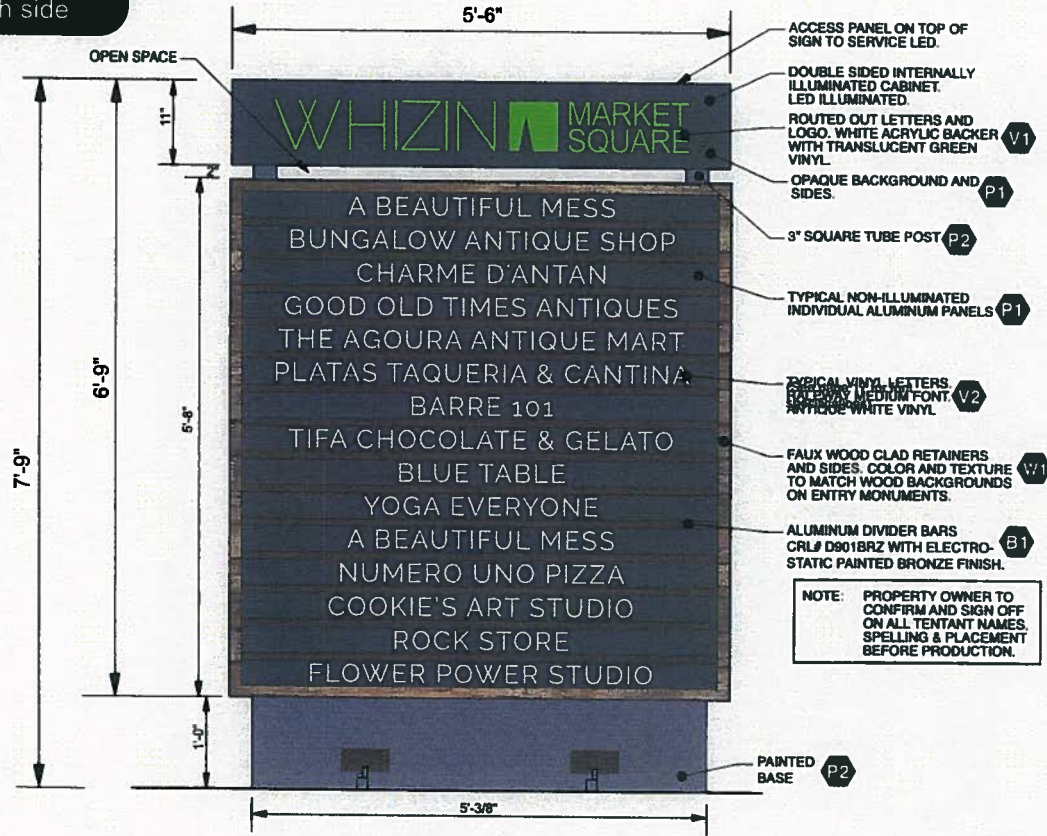 h side
5'-6"
OPEN SPACE
ACCESS PANEL ON TOP OF
SIGN TO SERVICE LED.
DOUBLE SIDED INTERNALLY
ILLUMINATED CABINET.
LED ILLUMINATED.
ROUTED OUT LETTERS AND
LOGO. WHITE ACRYLIC BACKER
WITH TRANSLUCENT GREEN
VINYL.
V1
OPAQUE BACKGROUND AND
SIDES.
P1
3" SQUARE TUBE POST
P2
TYPICAL NON-ILLUMINATED
INDIVIDUAL ALUMINUM PANELS
P1
TYPICAL VINYL LETTERS.
HALFWAY MEDIUM FONT.
ANTIQUE WHITE VINYL
V2
FAUX WOOD CLAD RETAINERS
AND SIDES. COLOR AND TEXTURE
TO MATCH WOOD BACKGROUNDS
ON ENTRY MONUMENTS.
W1
ALUMINUM DIVIDER BARS
CRL# D901BRZ WITH ELECTRO-
STATIC PAINTED BRONZE FINISH.
B1
NOTE: PROPERTY OWNER TO
CONFIRM AND SIGN OFF
ON ALL TENTANT NAMES,
SPELLING & PLACEMENT
BEFORE PRODUCTION.
PAINTED
BASE
P2
WHIZIN MARKET
SQUARE
A BEAUTIFUL MESS
BUNGALOW ANTIQUE SHOP
CHARME D'ANTAN
GOOD OLD TIMES ANTIQUES
THE AGOURA ANTIQUE MART
PLATAS TAQUERIA & CANTINA
BARRE 101
TIFA CHOCOLATE & GELATO
BLUE TABLE
YOGA EVERYONE
A BEAUTIFUL MESS
NUMERO UNO PIZZA
COOKIE'S ART STUDIO
ROCK STORE
FLOWER POWER STUDIO
11"
2"
5'-8"
6'-9"
7'-9"
1'-0"
5'-3/8"